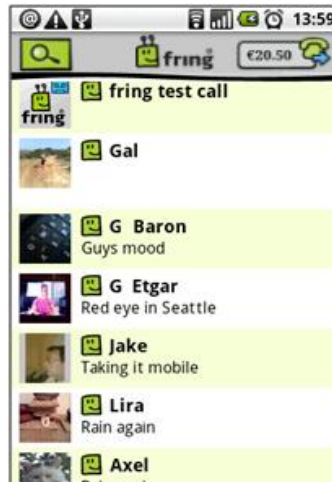 13:59
fring
€20.50
fring
fring test call
Gal
G Baron
Guys mood
G Etgar
Red eye in Seattle
Jake
Taking it mobile
Lira
Rain again
Axel